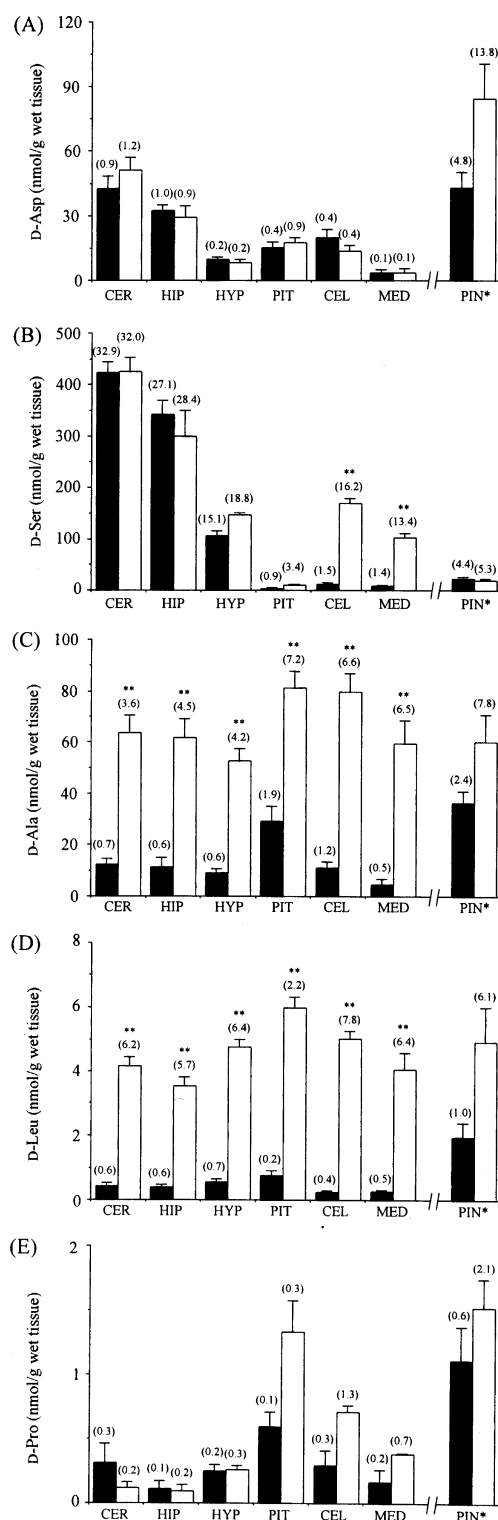 (A)
D-Asp (nmol/g wet tissue)
120
90
60
30
0
(0.9) (1.2) (1.0) (0.9) (0.2) (0.2) (0.4) (0.9) (0.4) (0.4) (0.1) (0.1) (4.8) (13.8)
CER HIP HYP PIT CEL MED PIN*
(B)
D-Ser (nmol/g wet tissue)
500
400
300
200
100
0
** **
(32.9) (32.0) (27.1) (28.4) (15.1) (18.8) (0.9) (3.4) (1.5) (16.2) (1.4) (13.4) (4.4) (5.3)
CER HIP HYP PIT CEL MED PIN*
(C)
D-Ala (nmol/g wet tissue)
100
80
60
40
20
0
** ** ** ** ** **
(0.7) (3.6) (0.6) (4.5) (0.6) (4.2) (1.9) (7.2) (1.2) (6.6) (0.5) (6.5) (2.4) (7.8)
CER HIP HYP PIT CEL MED PIN*
(D)
D-Leu (nmol/g wet tissue)
8
6
4
2
0
** ** ** ** ** **
(0.6) (6.2) (0.6) (5.7) (0.7) (6.4) (0.2) (2.2) (0.4) (7.8) (0.5) (6.4) (1.0) (6.1)
CER HIP HYP PIT CEL MED PIN*
(E)
D-Pro (nmol/g wet tissue)
2
1
0
(0.3) (0.2) (0.1) (0.2) (0.2) (0.3) (0.1) (0.3) (0.3) (1.3) (0.2) (0.7) (0.6) (2.1)
CER HIP HYP PIT CEL MED PIN*